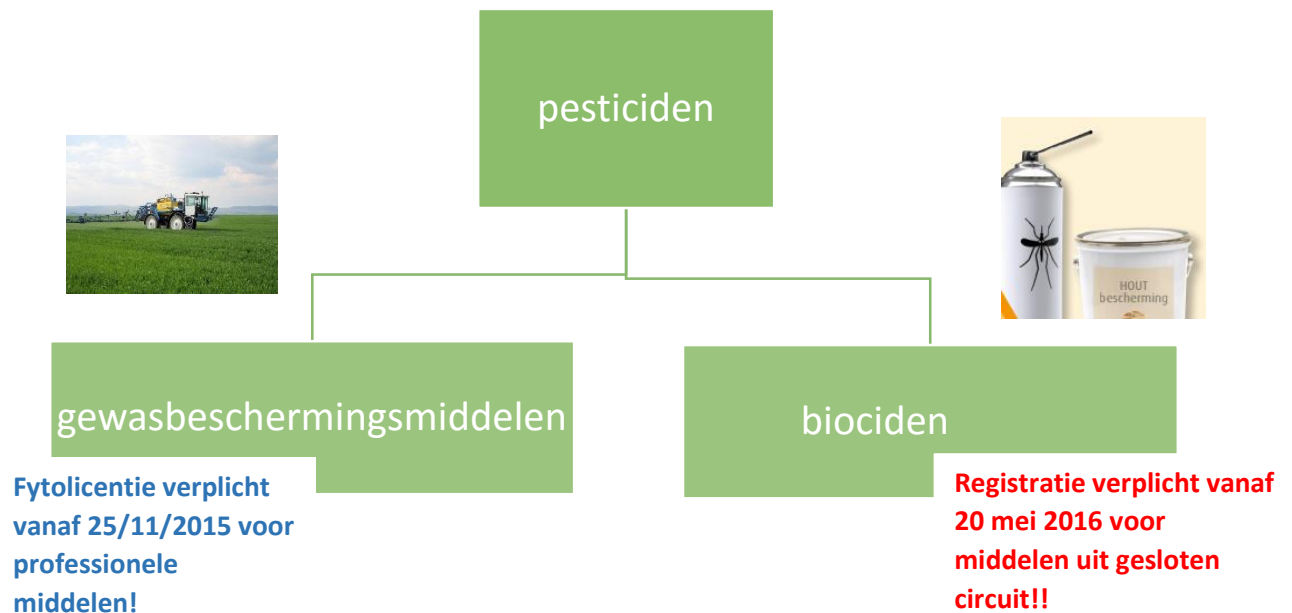 pesticiden
HOUT
bescherming
gewasbeschermingsmiddelen
biociden
Fytolicentie verplicht
vanaf 25/11/2015 voor
professionele
middelen!
Registratie verplicht vanaf
20 mei 2016 voor
middelen uit gesloten
circuit!!